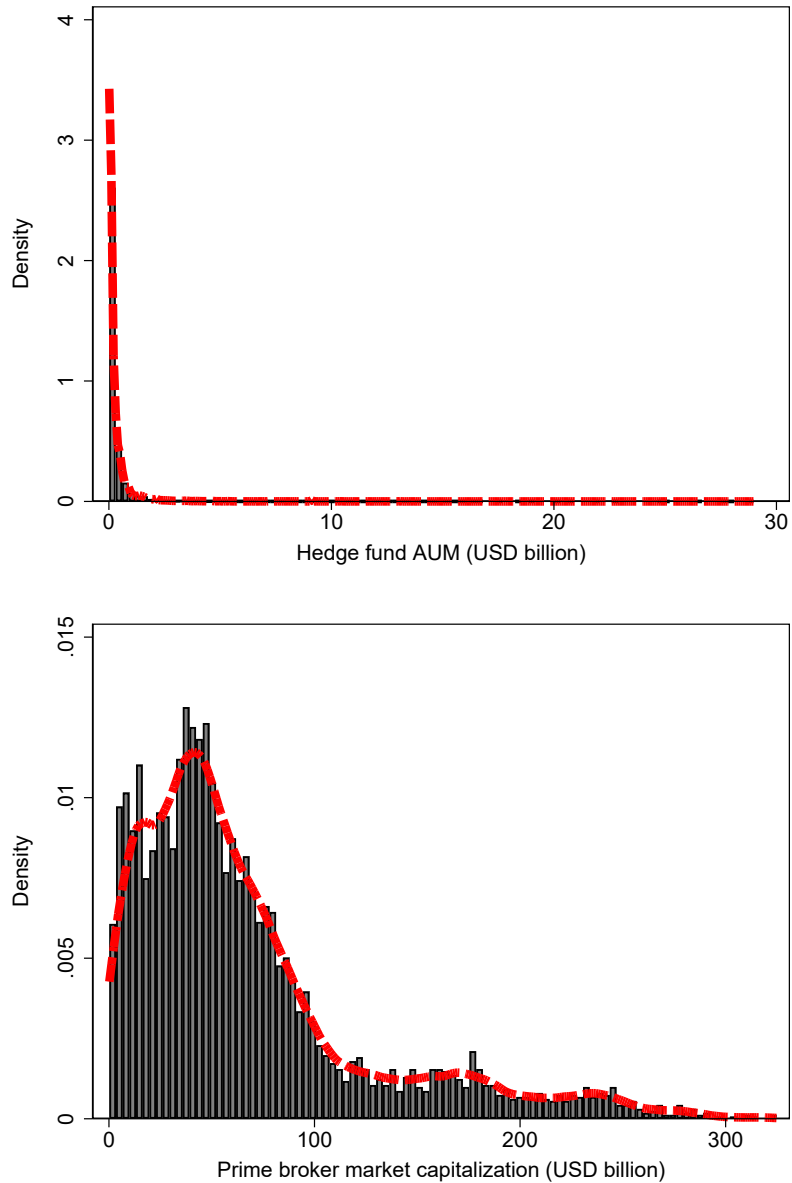 4
3
2
1
0
Density
0 10 20 30
Hedge fund AUM (USD billion)
.015
.01
.005
0
Density
0 100 200 300
Prime broker market capitalization (USD billion)